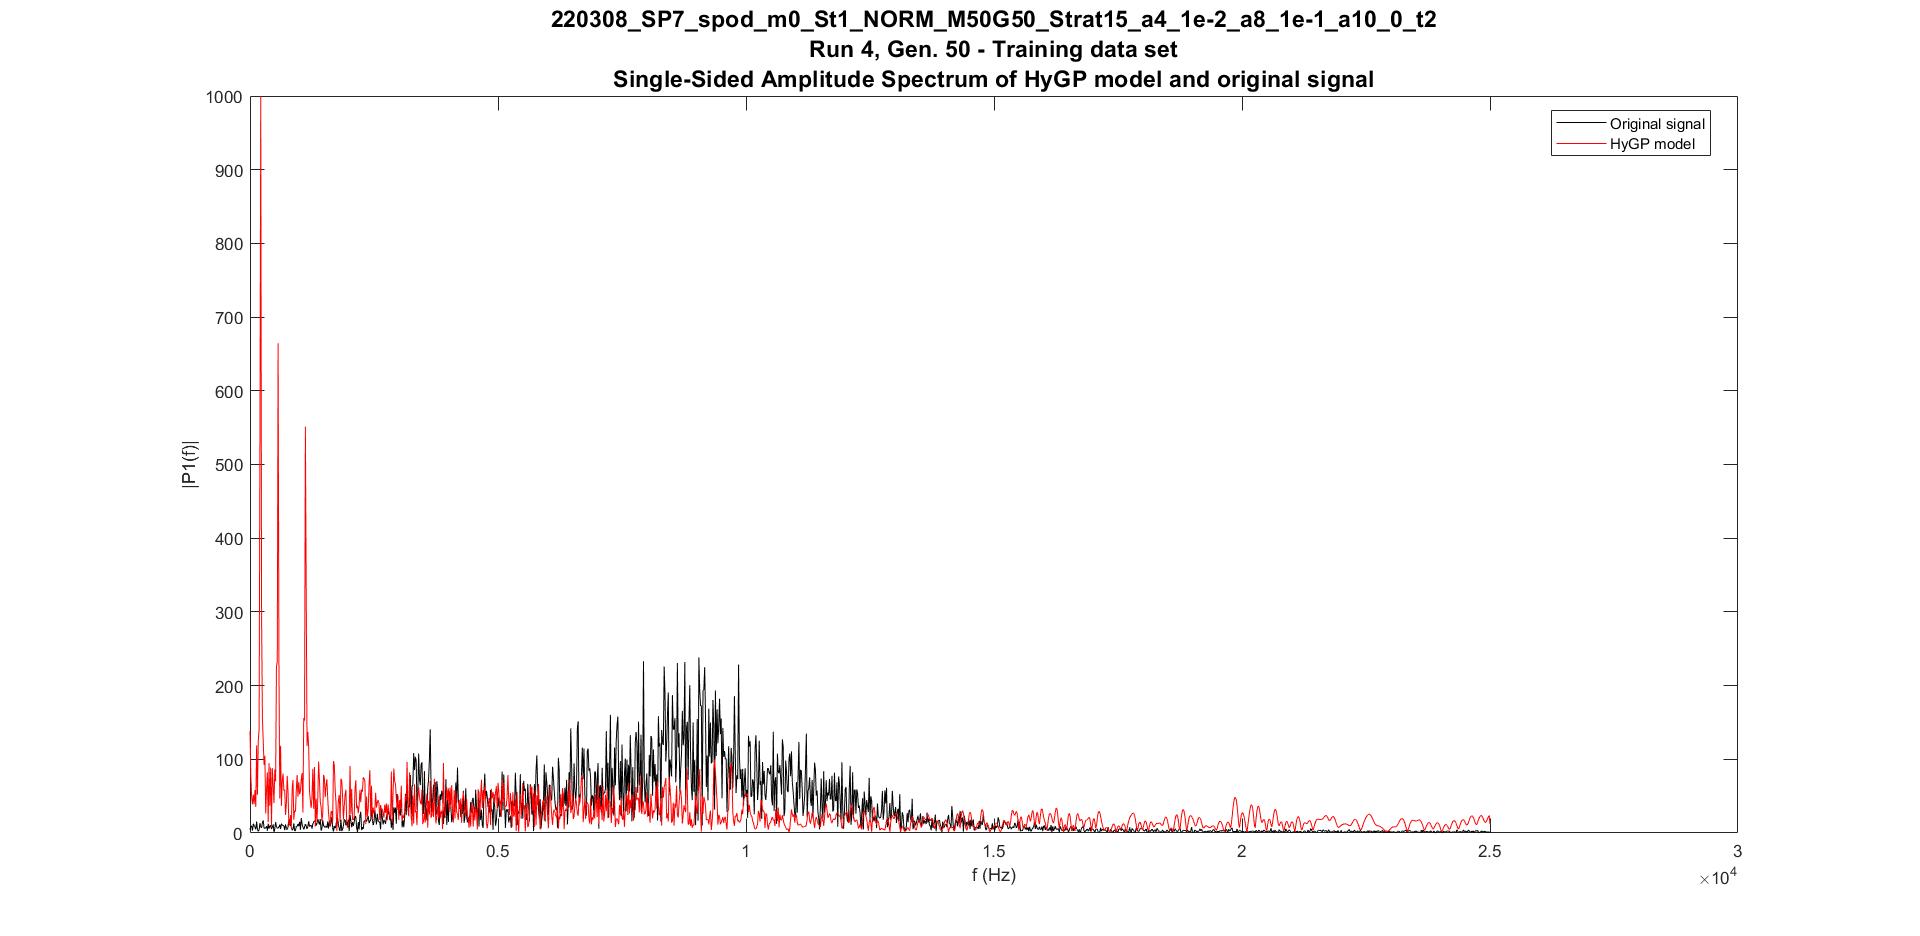 220308_SP7_spod_m0_St1_NORM_M50G50_Strat15_a4_1e-2_a8_1e-1_a10_0_t2
Run 4, Gen. 50 - Training data set
Single-Sided Amplitude Spectrum of HyGP model and original signal
Original signal
HyGP model
1000
900
800
700
600
500
400
300
200
100
0
|P1(f)|
0 0.5 1 1.5 2 2.5 3
f (Hz)
×10⁴